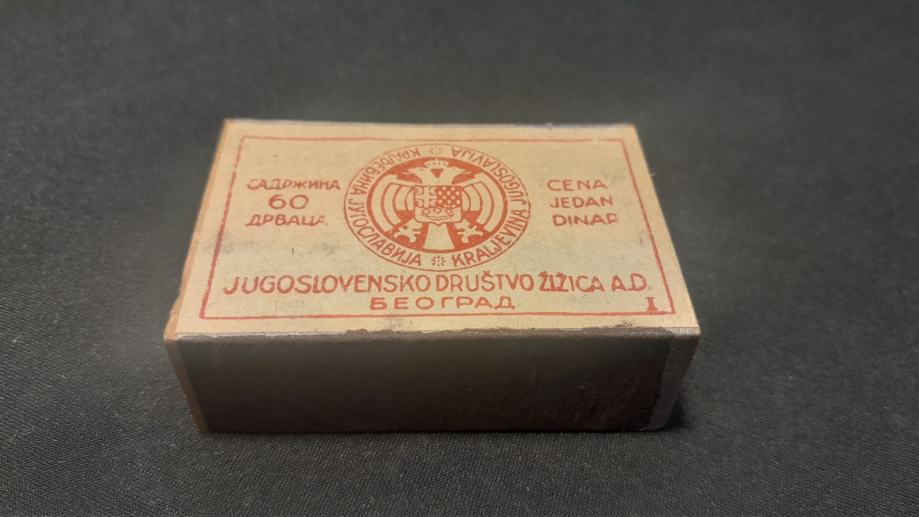 САДРЖИНА
60
ДРВАЦА
КРАЉЕВИНА ЈУГОСЛАВИЈА ❊ KRALJEVINA JUGOSLAVIJA ❊
CENA
JEDAN
DINAR
JUGOSLOVENSKO DRUŠTVO ŽIŽICA A.D.
БЕОГРАД
I